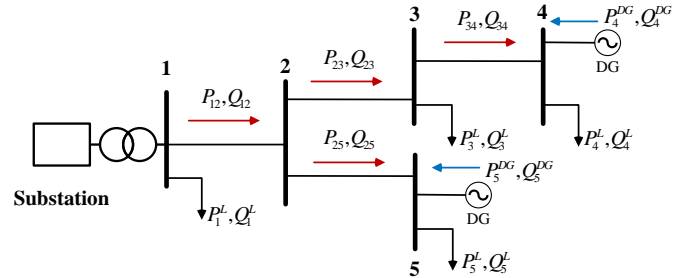 3
4
P_4^{DG}, Q_4^{DG}
P_{34}, Q_{34}
DG
1
2
P_{23}, Q_{23}
P_{12}, Q_{12}
P_3^L, Q_3^L
P_4^L, Q_4^L
P_{25}, Q_{25}
P_5^{DG}, Q_5^{DG}
DG
Substation
P_1^L, Q_1^L
P_5^L, Q_5^L
5